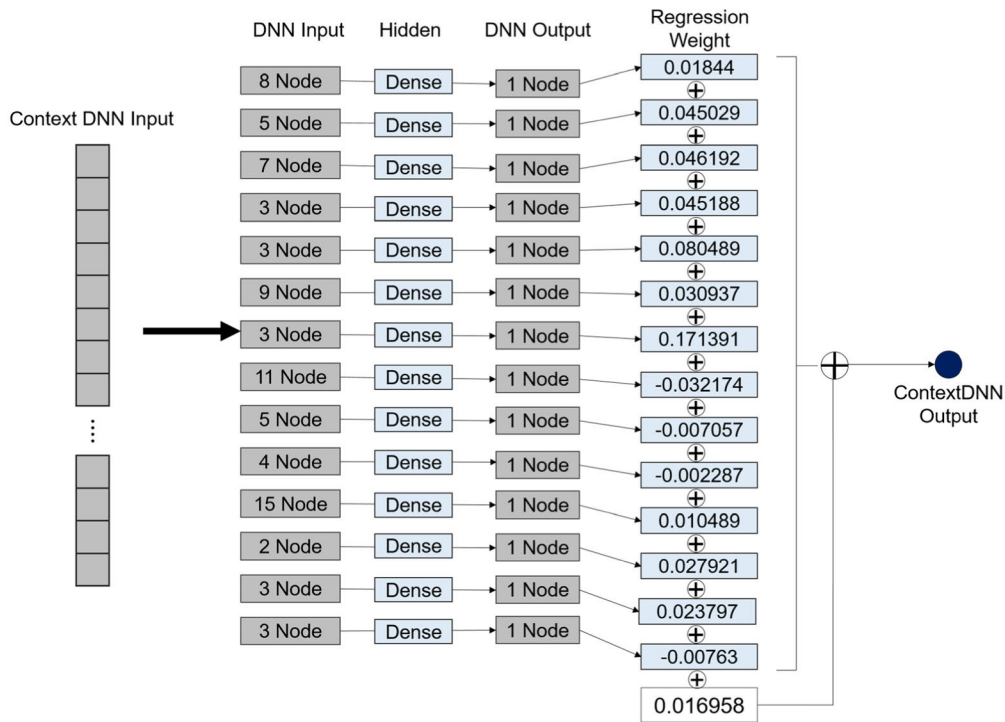 DNN Input
Hidden
DNN Output
Regression
Weight
Context DNN Input
8 Node
Dense
1 Node
0.01844
5 Node
Dense
1 Node
0.045029
7 Node
Dense
1 Node
0.046192
3 Node
Dense
1 Node
0.045188
3 Node
Dense
1 Node
0.080489
9 Node
Dense
1 Node
0.030937
3 Node
Dense
1 Node
0.171391
11 Node
Dense
1 Node
-0.032174
5 Node
Dense
1 Node
-0.007057
4 Node
Dense
1 Node
-0.002287
15 Node
Dense
1 Node
0.010489
2 Node
Dense
1 Node
0.027921
3 Node
Dense
1 Node
0.023797
3 Node
Dense
1 Node
-0.00763
0.016958
ContextDNN
Output